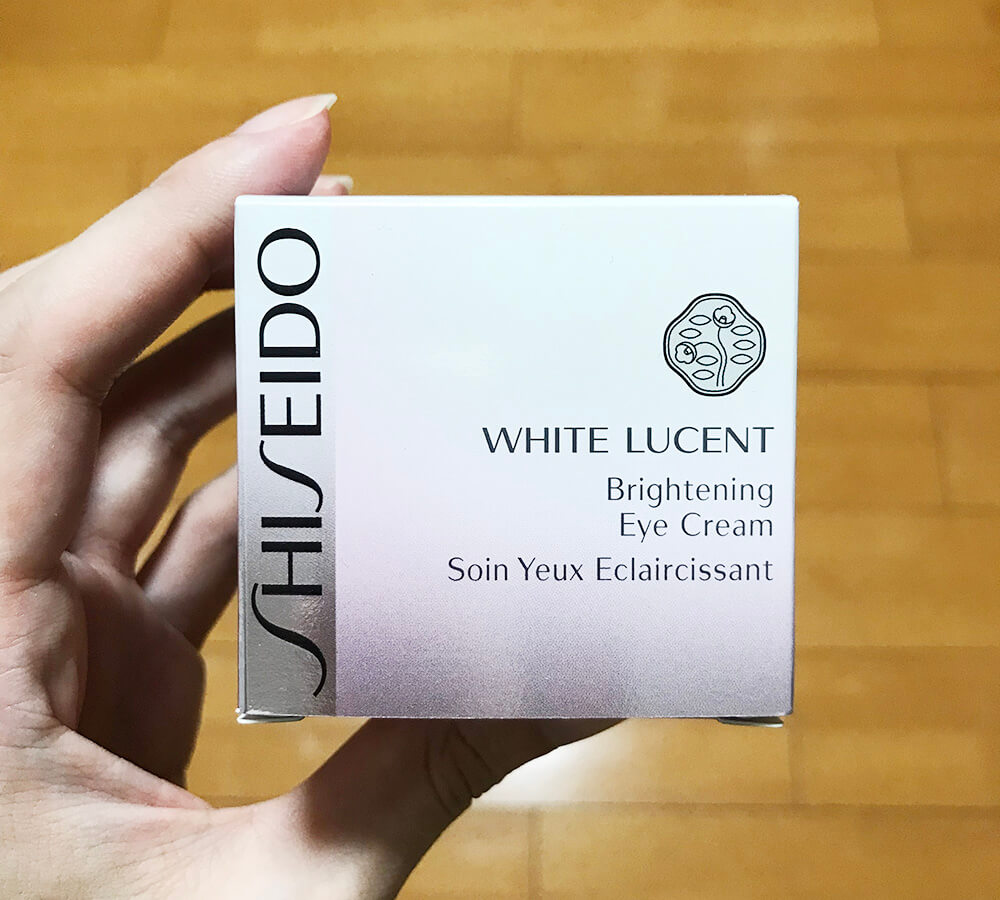 SHISEIDO
WHITE LUCENT
Brightening
Eye Cream
Soin Yeux Eclaircissant